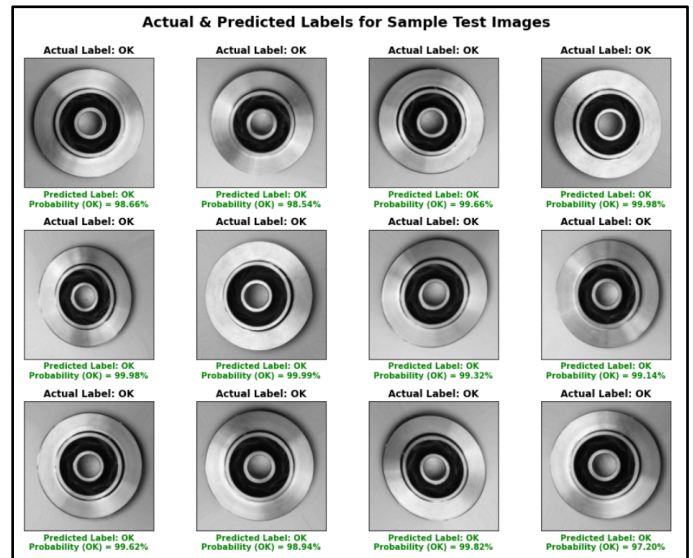 Actual & Predicted Labels for Sample Test Images
Actual Label: OK
Actual Label: OK
Actual Label: OK
Actual Label: OK
Predicted Label: OK
Probability (OK) = 98.66%
Predicted Label: OK
Probability (OK) = 98.54%
Predicted Label: OK
Probability (OK) = 99.66%
Predicted Label: OK
Probability (OK) = 99.98%
Actual Label: OK
Actual Label: OK
Actual Label: OK
Actual Label: OK
Predicted Label: OK
Probability (OK) = 99.98%
Predicted Label: OK
Probability (OK) = 99.99%
Predicted Label: OK
Probability (OK) = 99.32%
Predicted Label: OK
Probability (OK) = 99.14%
Actual Label: OK
Actual Label: OK
Actual Label: OK
Actual Label: OK
Predicted Label: OK
Probability (OK) = 99.62%
Predicted Label: OK
Probability (OK) = 98.94%
Predicted Label: OK
Probability (OK) = 99.82%
Predicted Label: OK
Probability (OK) = 97.20%